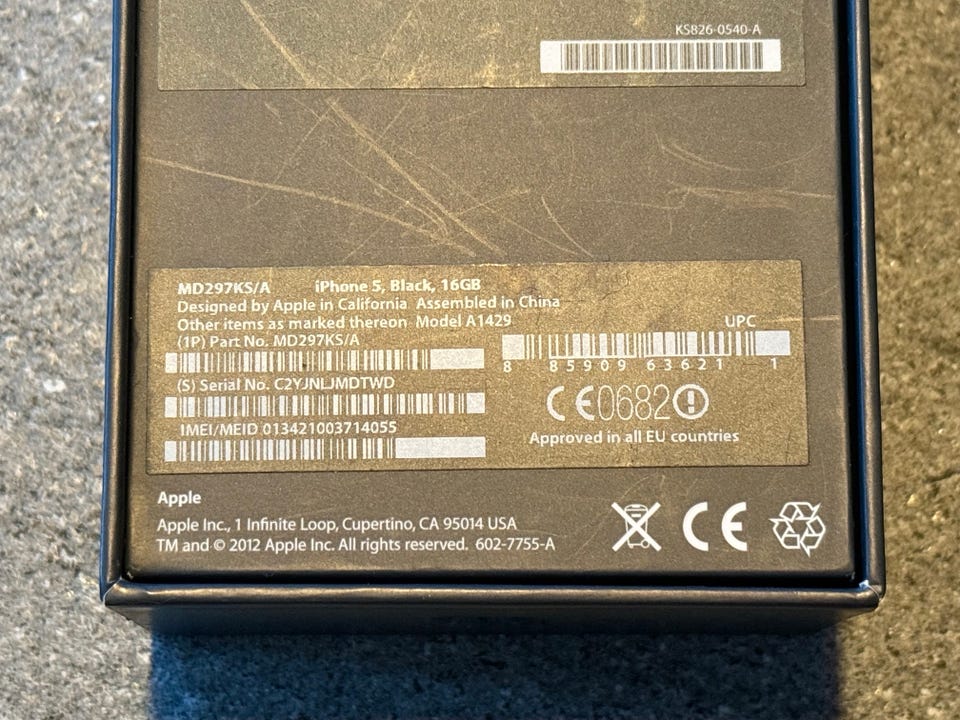 KS826-0540-A
MD297KS/A iPhone 5, Black, 16GB
Designed by Apple in California Assembled in China
Other items as marked thereon Model A1429
(1P) Part No. MD297KS/A
UPC
8 85909 63621 1
(S) Serial No. C2YJNLJMDTWD
IMEI/MEID 013421003714055
CE0682
Approved in all EU countries
Apple
Apple Inc., 1 Infinite Loop, Cupertino, CA 95014 USA
TM and © 2012 Apple Inc. All rights reserved. 602-7755-A
CE